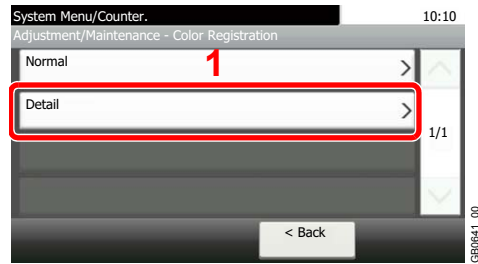 System Menu/Counter.
10:10
Adjustment/Maintenance - Color Registration
Normal
1
Detail
1/1
< Back
GB0641_00